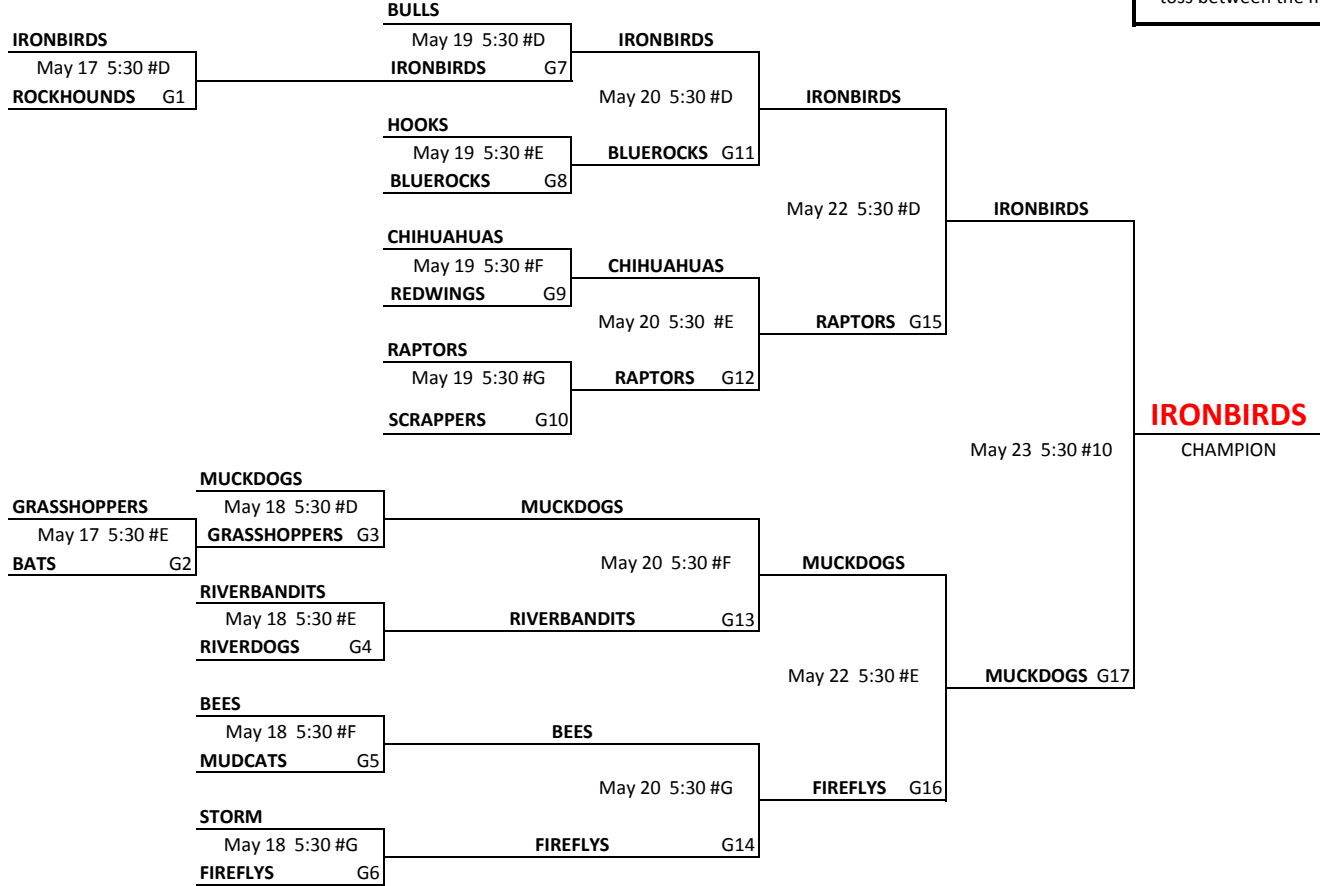 BULLS
loss between the
IRONBIRDS
May 19 5:30 #D
IRONBIRDS
May 17 5:30 #D
IRONBIRDS
G7
ROCKHOUNDS G1
May 20 5:30 #D
IRONBIRDS
HOOKS
May 19 5:30 #E
BLUEROCKS G11
BLUEROCKS
G8
May 22 5:30 #D
IRONBIRDS
CHIHUAHUAS
May 19 5:30 #F
CHIHUAHUAS
REDWINGS
G9
May 20 5:30 #E
RAPTORS G15
RAPTORS
May 19 5:30 #G
RAPTORS
G12
SCRAPPERS
G10
IRONBIRDS
May 23 5:30 #10
CHAMPION
MUCKDOGS
GRASSHOPPERS
May 18 5:30 #D
MUCKDOGS
May 17 5:30 #E
GRASSHOPPERS G3
BATS
G2
May 20 5:30 #F
MUCKDOGS
RIVERBANDITS
May 18 5:30 #E
RIVERBANDITS
G13
RIVERDOGS
G4
May 22 5:30 #E
MUCKDOGS G17
BEES
May 18 5:30 #F
BEES
MUDCATS
G5
May 20 5:30 #G
FIREFLYS G16
STORM
May 18 5:30 #G
FIREFLYS
G14
FIREFLYS
G6